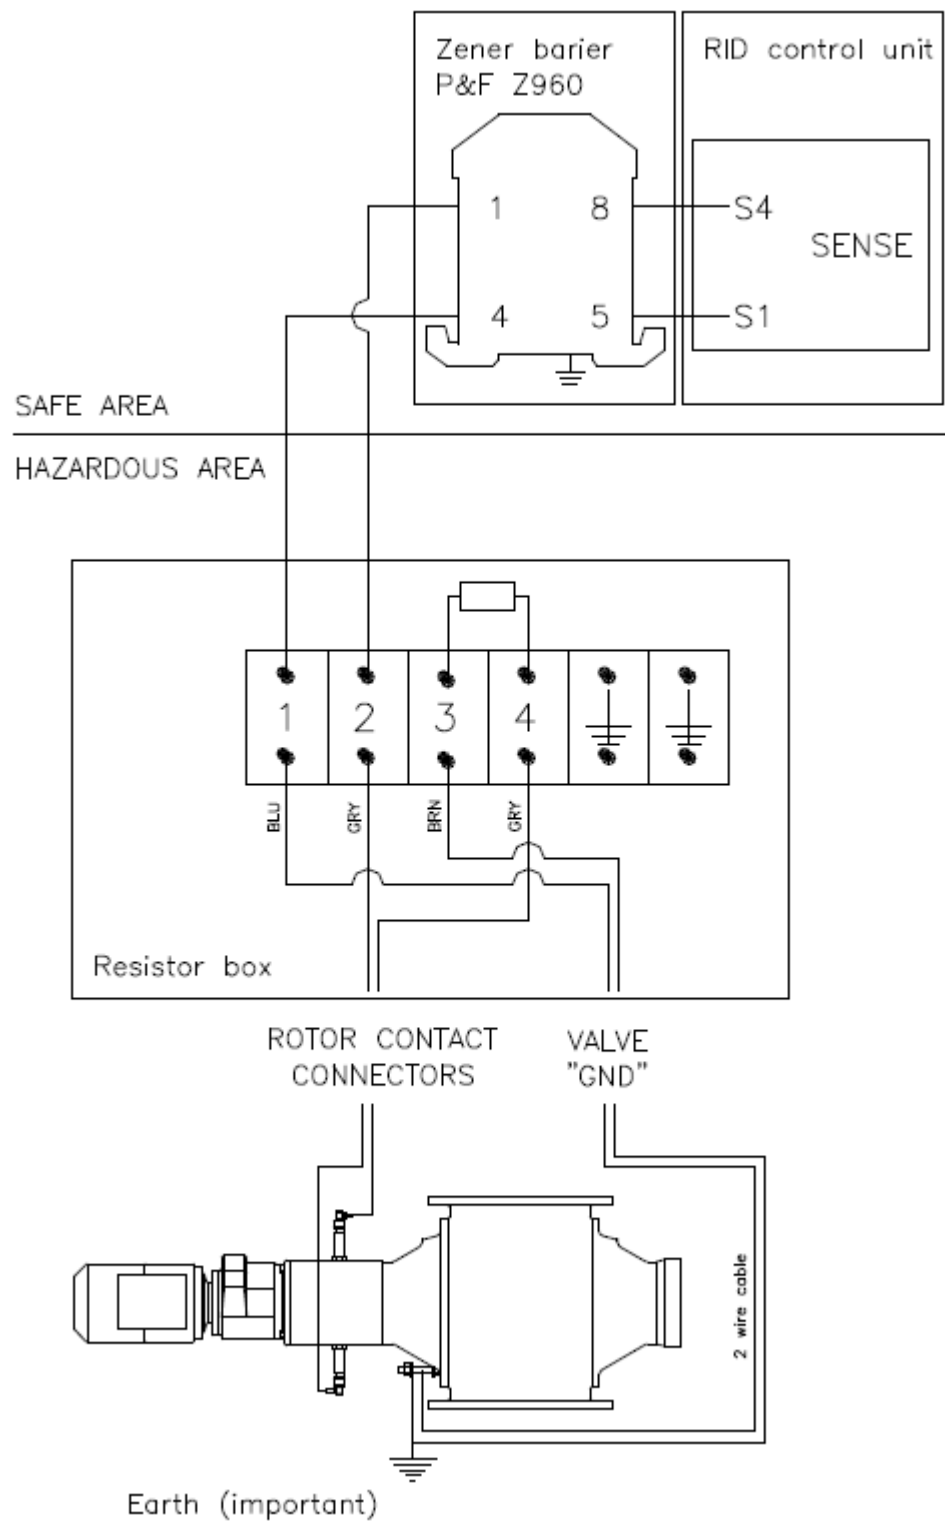 Zener barier
P&F Z960
RID control unit
1 8 S4
SENSE
4 5 S1
SAFE AREA
HAZARDOUS AREA
1 2 3 4
BLU GRY BRN GRY
Resistor box
ROTOR CONTACT
CONNECTORS
VALVE
"GND"
2 wire cable
Earth (important)